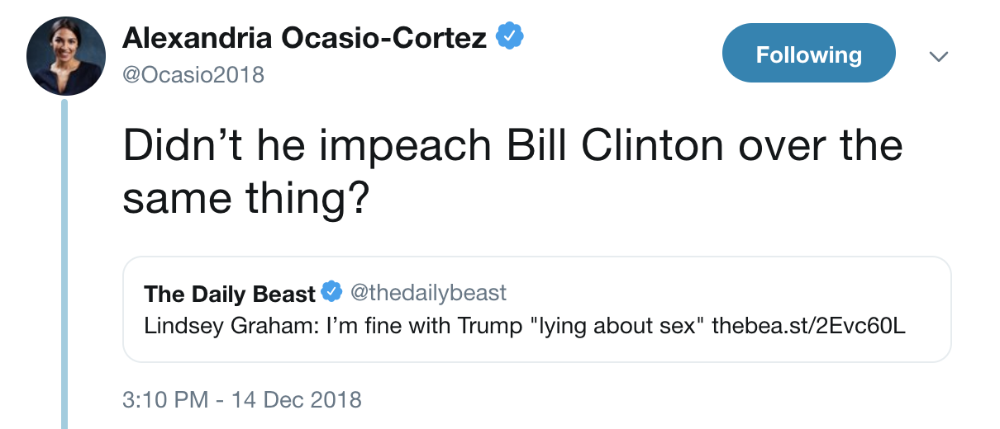 Alexandria Ocasio-Cortez
@Ocasio2018
Following
Didn’t he impeach Bill Clinton over the
same thing?
The Daily Beast @thedailybeast
Lindsey Graham: I’m fine with Trump "lying about sex" thebea.st/2Evc60L
3:10 PM - 14 Dec 2018